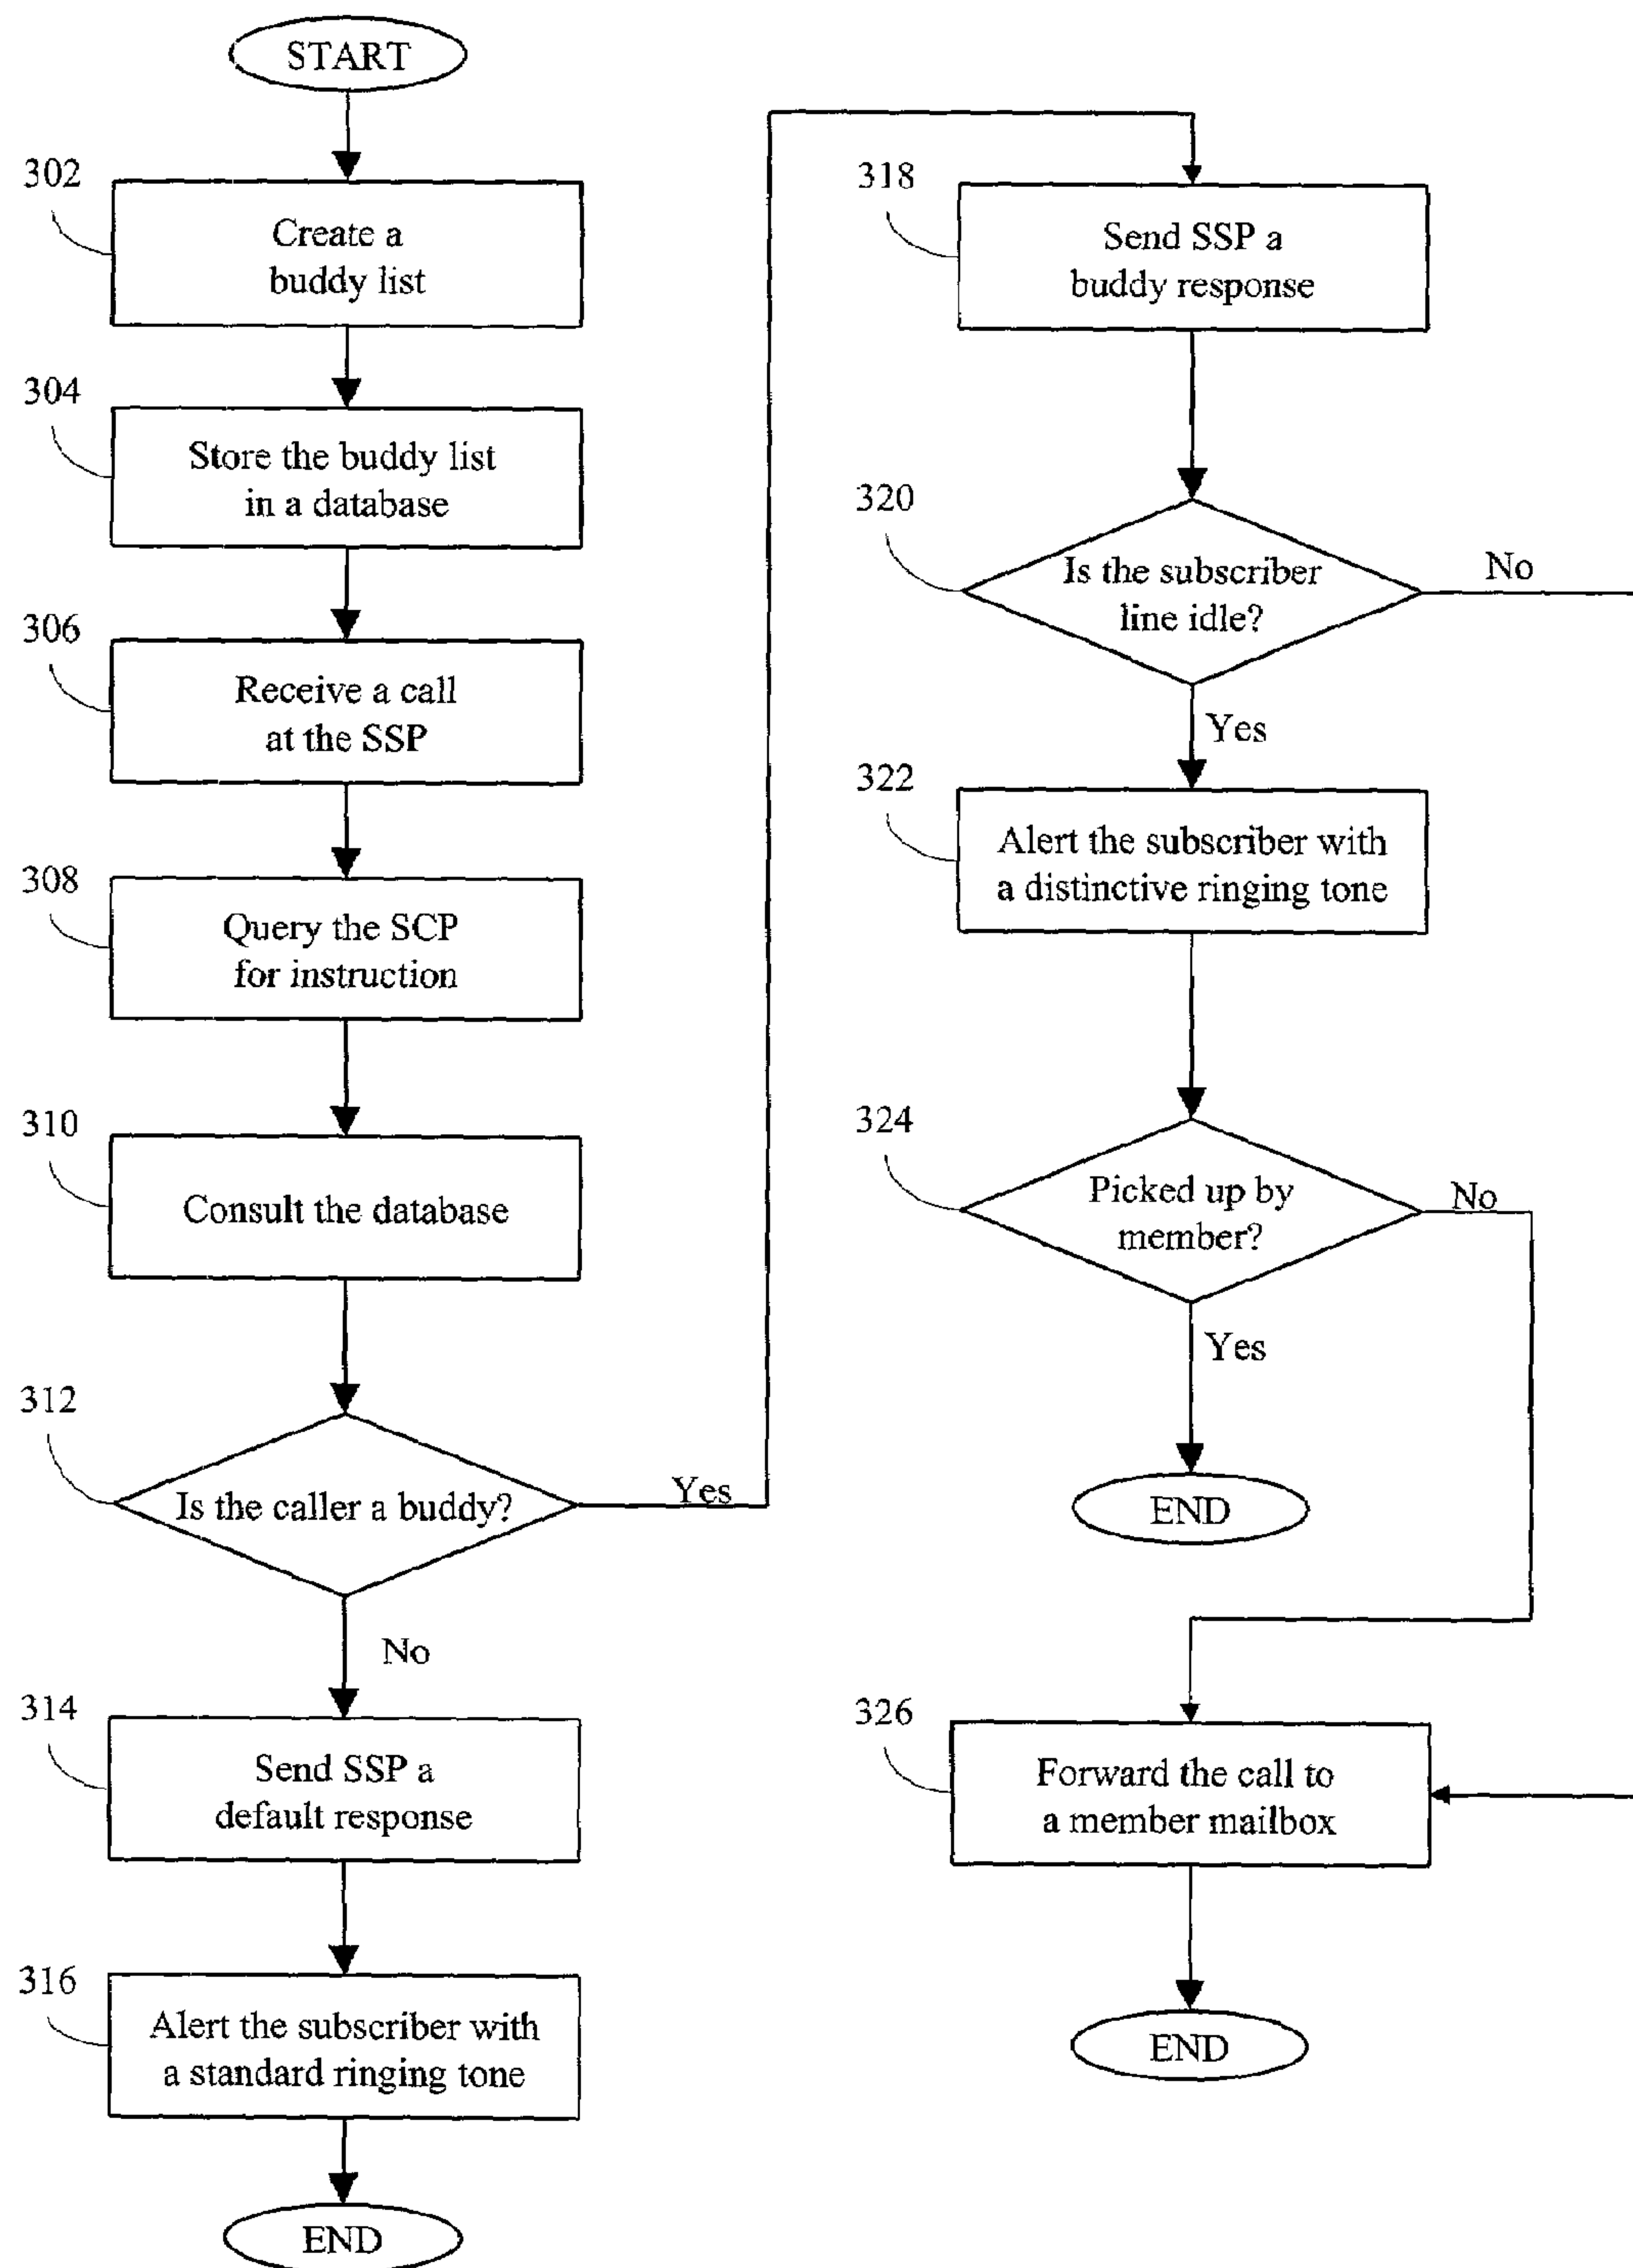 START
302
Create a
buddy list
304
Store the buddy list
in a database
306
Receive a call
at the SSP
308
Query the SCP
for instruction
310
Consult the database
312
Is the caller a buddy?
Yes
No
314
Send SSP a
default response
316
Alert the subscriber with
a standard ringing tone
END
318
Send SSP a
buddy response
320
Is the subscriber
line idle?
No
Yes
322
Alert the subscriber with
a distinctive ringing tone
324
Picked up by
member?
No
Yes
END
326
Forward the call to
a member mailbox
END